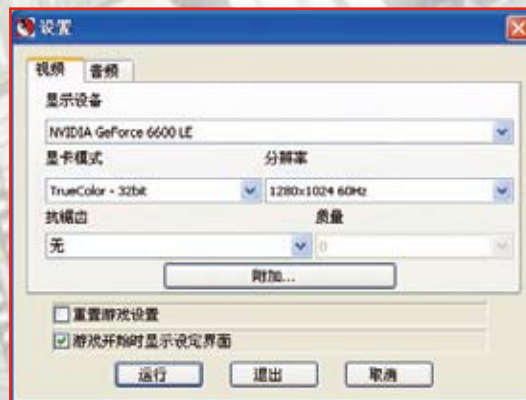 设置
视频 音频
显示设备
NVIDIA GeForce 6600 LE
显卡模式 分辨率
TrueColor - 32bit 1280x1024 60Hz
抗锯齿 质量
无 0
附加...
重置游戏设置
游戏开始时显示设定界面
运行 退出 取消